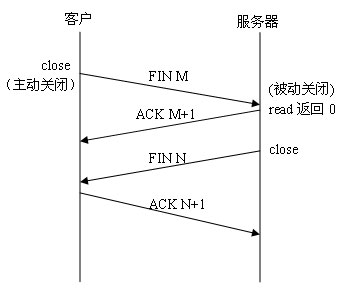 客户
服务器
close
（主动关闭）
FIN M
(被动关闭)
ACK M+1
read 返回 0
FIN N
close
ACK N+1